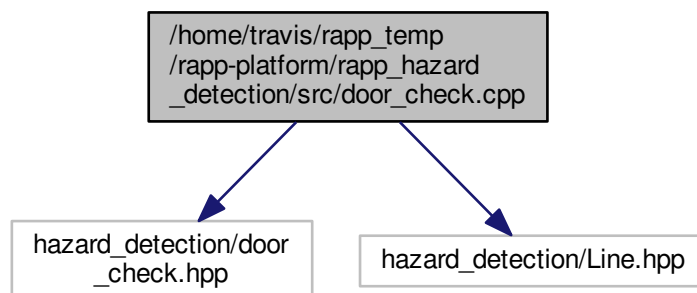 /home/travis/rapp_temp
/rapp-platform/rapp_hazard
_detection/src/door_check.cpp
hazard_detection/door
_check.hpp
hazard_detection/Line.hpp